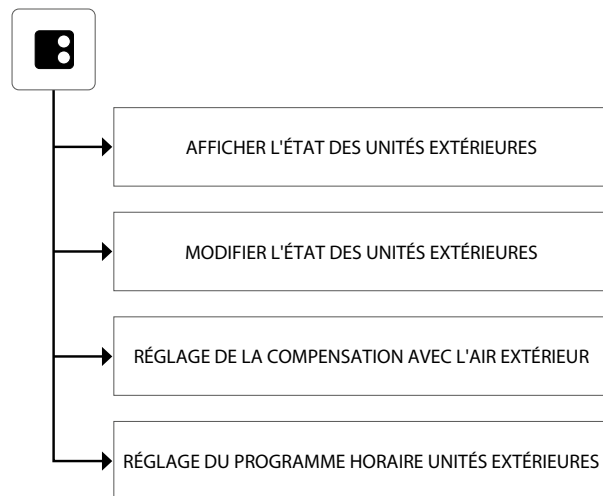 AFFICHER L'ÉTAT DES UNITÉS EXTÉRIEURES
MODIFIER L'ÉTAT DES UNITÉS EXTÉRIEURES
RÉGLAGE DE LA COMPENSATION AVEC L'AIR EXTÉRIEUR
RÉGLAGE DU PROGRAMME HORAIRE UNITÉS EXTÉRIEURES